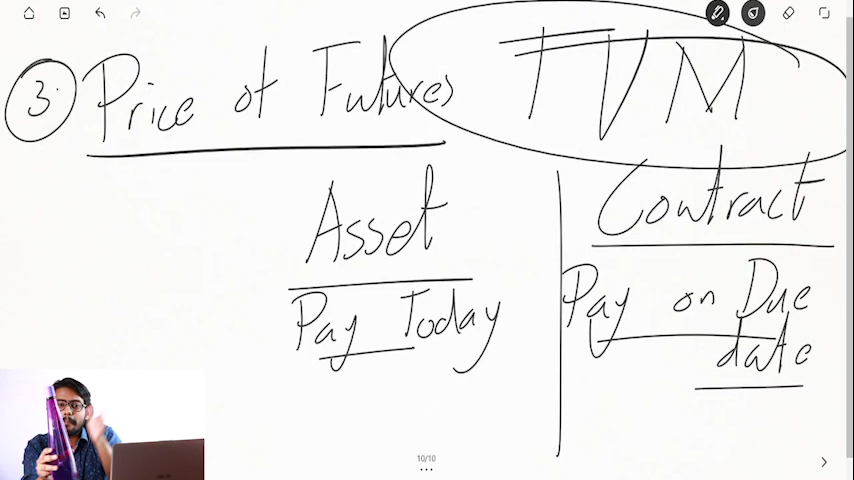 3. Price of Futures
TVM
Asset
Contract
Pay Today
Pay on Due
date
10/10